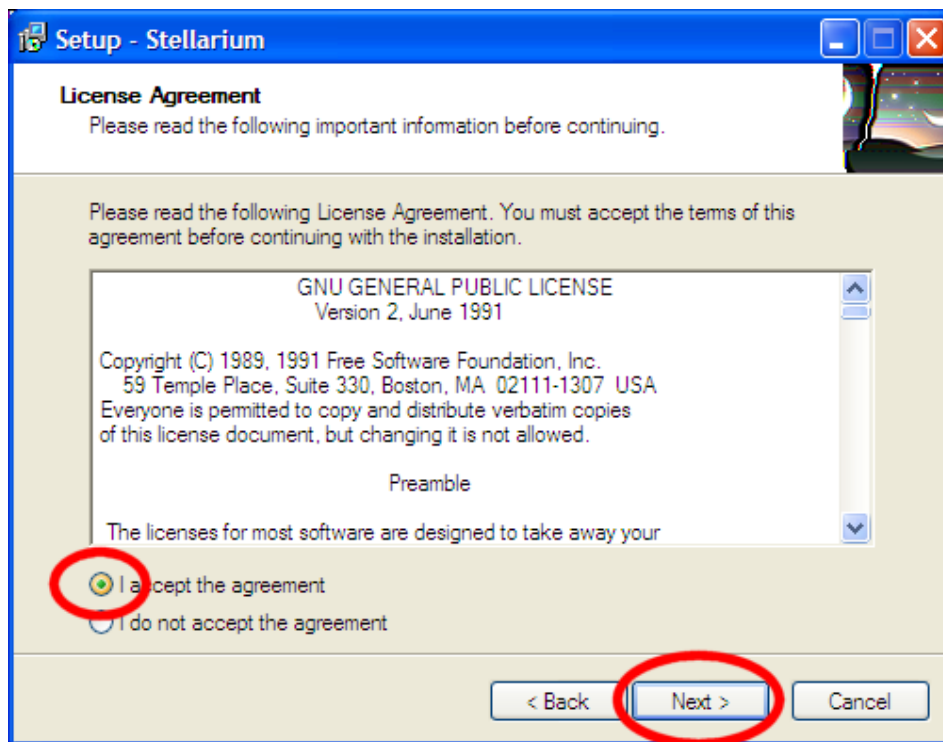 Setup - Stellarium
License Agreement
Please read the following important information before continuing.
Please read the following License Agreement. You must accept the terms of this
agreement before continuing with the installation.
GNU GENERAL PUBLIC LICENSE
Version 2, June 1991
Copyright (C) 1989, 1991 Free Software Foundation, Inc.
59 Temple Place, Suite 330, Boston, MA  02111-1307  USA
Everyone is permitted to copy and distribute verbatim copies
of this license document, but changing it is not allowed.
Preamble
The licenses for most software are designed to take away your
I accept the agreement
I do not accept the agreement
< Back Next > Cancel